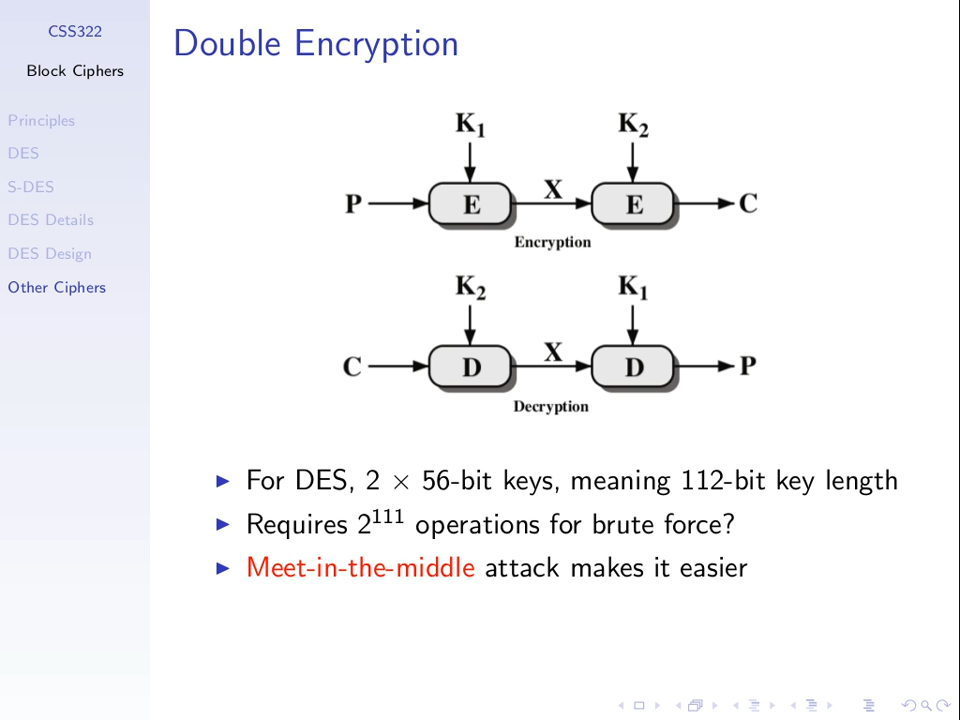 CSS322
Block Ciphers
Principles
DES
S-DES
DES Details
DES Design
Other Ciphers
Double Encryption
K1 K2
P E X E C
Encryption
K2 K1
C D X D P
Decryption
► For DES, 2 × 56-bit keys, meaning 112-bit key length
► Requires 2^111 operations for brute force?
► Meet-in-the-middle attack makes it easier